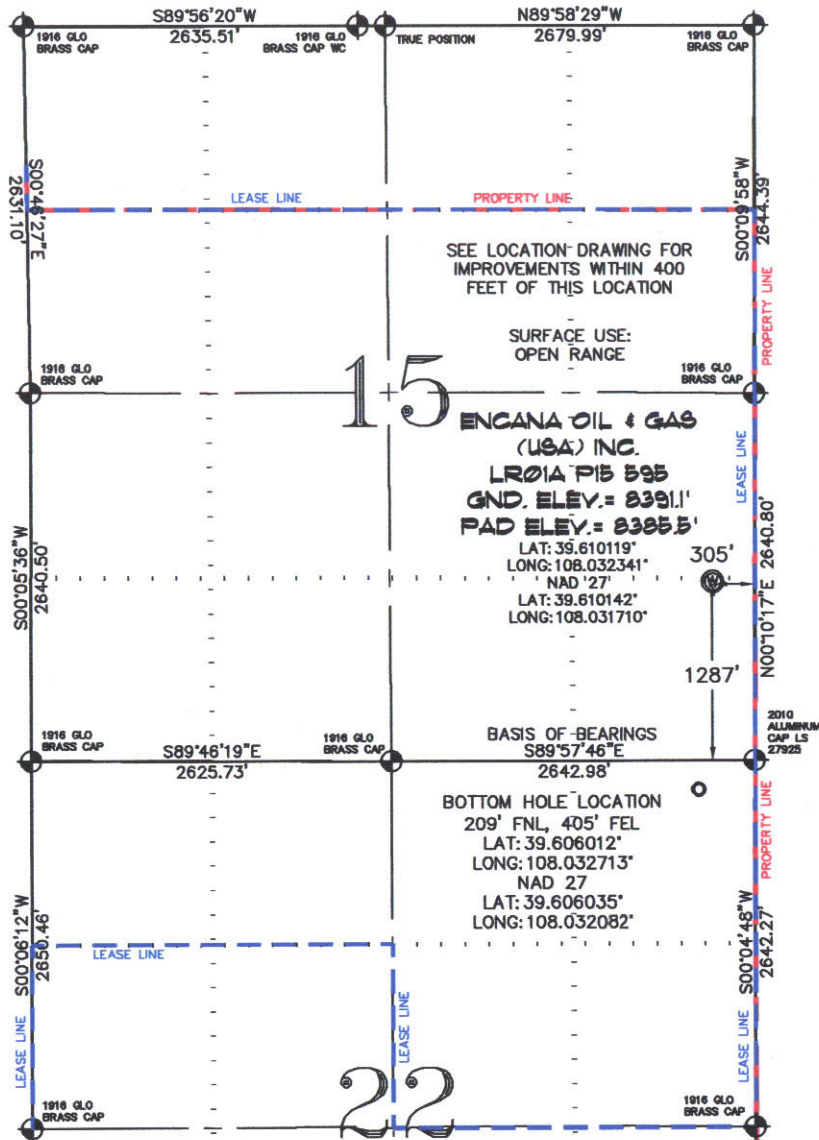 S89°56'20"W
2635.51'
N89°58'29"W
2679.99'
1916 GLO
BRASS CAP
1916 GLO
BRASS CAP WC
TRUE POSITION
1916 GLO
BRASS CAP
S00°46'27"E
2631.10'
S00°09'58"W
2644.39'
LEASE LINE
PROPERTY LINE
SEE LOCATION DRAWING FOR
IMPROVEMENTS WITHIN 400
FEET OF THIS LOCATION
PROPERTY LINE
SURFACE USE:
OPEN RANGE
1916 GLO
BRASS CAP
1916 GLO
BRASS CAP
15
ENCANA OIL & GAS
(USA) INC.
LR01A P15 595
GND. ELEV.= 8391.1'
PAD ELEV.= 8385.5'
LAT: 39.610119°
LONG: 108.032341°
NAD '27'
LAT: 39.610142°
LONG: 108.031710°
LEASE LINE
305'
W
1287'
S00°05'36"W
2640.50'
N00°10'17"E 2640.80'
2010
ALUMINUM
CAP LS
27925
1916 GLO
BRASS CAP
S89°46'19"E
2625.73'
1916 GLO
BRASS CAP
BASIS OF BEARINGS
S89°57'46"E
2642.98'
BOTTOM HOLE LOCATION
209' FNL, 405' FEL
LAT: 39.606012°
LONG: 108.032713°
NAD 27
LAT: 39.606035°
LONG: 108.032082°
PROPERTY LINE
S00°06'12"W
2650.46'
S00°04'48"W
2642.27'
LEASE LINE
LEASE LINE
LEASE LINE
LEASE LINE
22
1916 GLO
BRASS CAP
1916 GLO
BRASS CAP